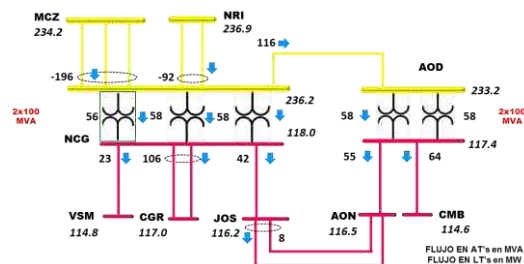 MCZ
234.2
NRI
236.9
116
AOD
-196
-92
236.2
233.2
2x100
MVA
56
58
58
118.0
58
58
2x100
MVA
117.4
NCG
23
106
42
55
64
VSM
114.8
CGR
117.0
JOS
116.2
8
AON
116.5
CMB
114.6
FLUJO EN AT's en MVA
FLUJO EN LT's en MW